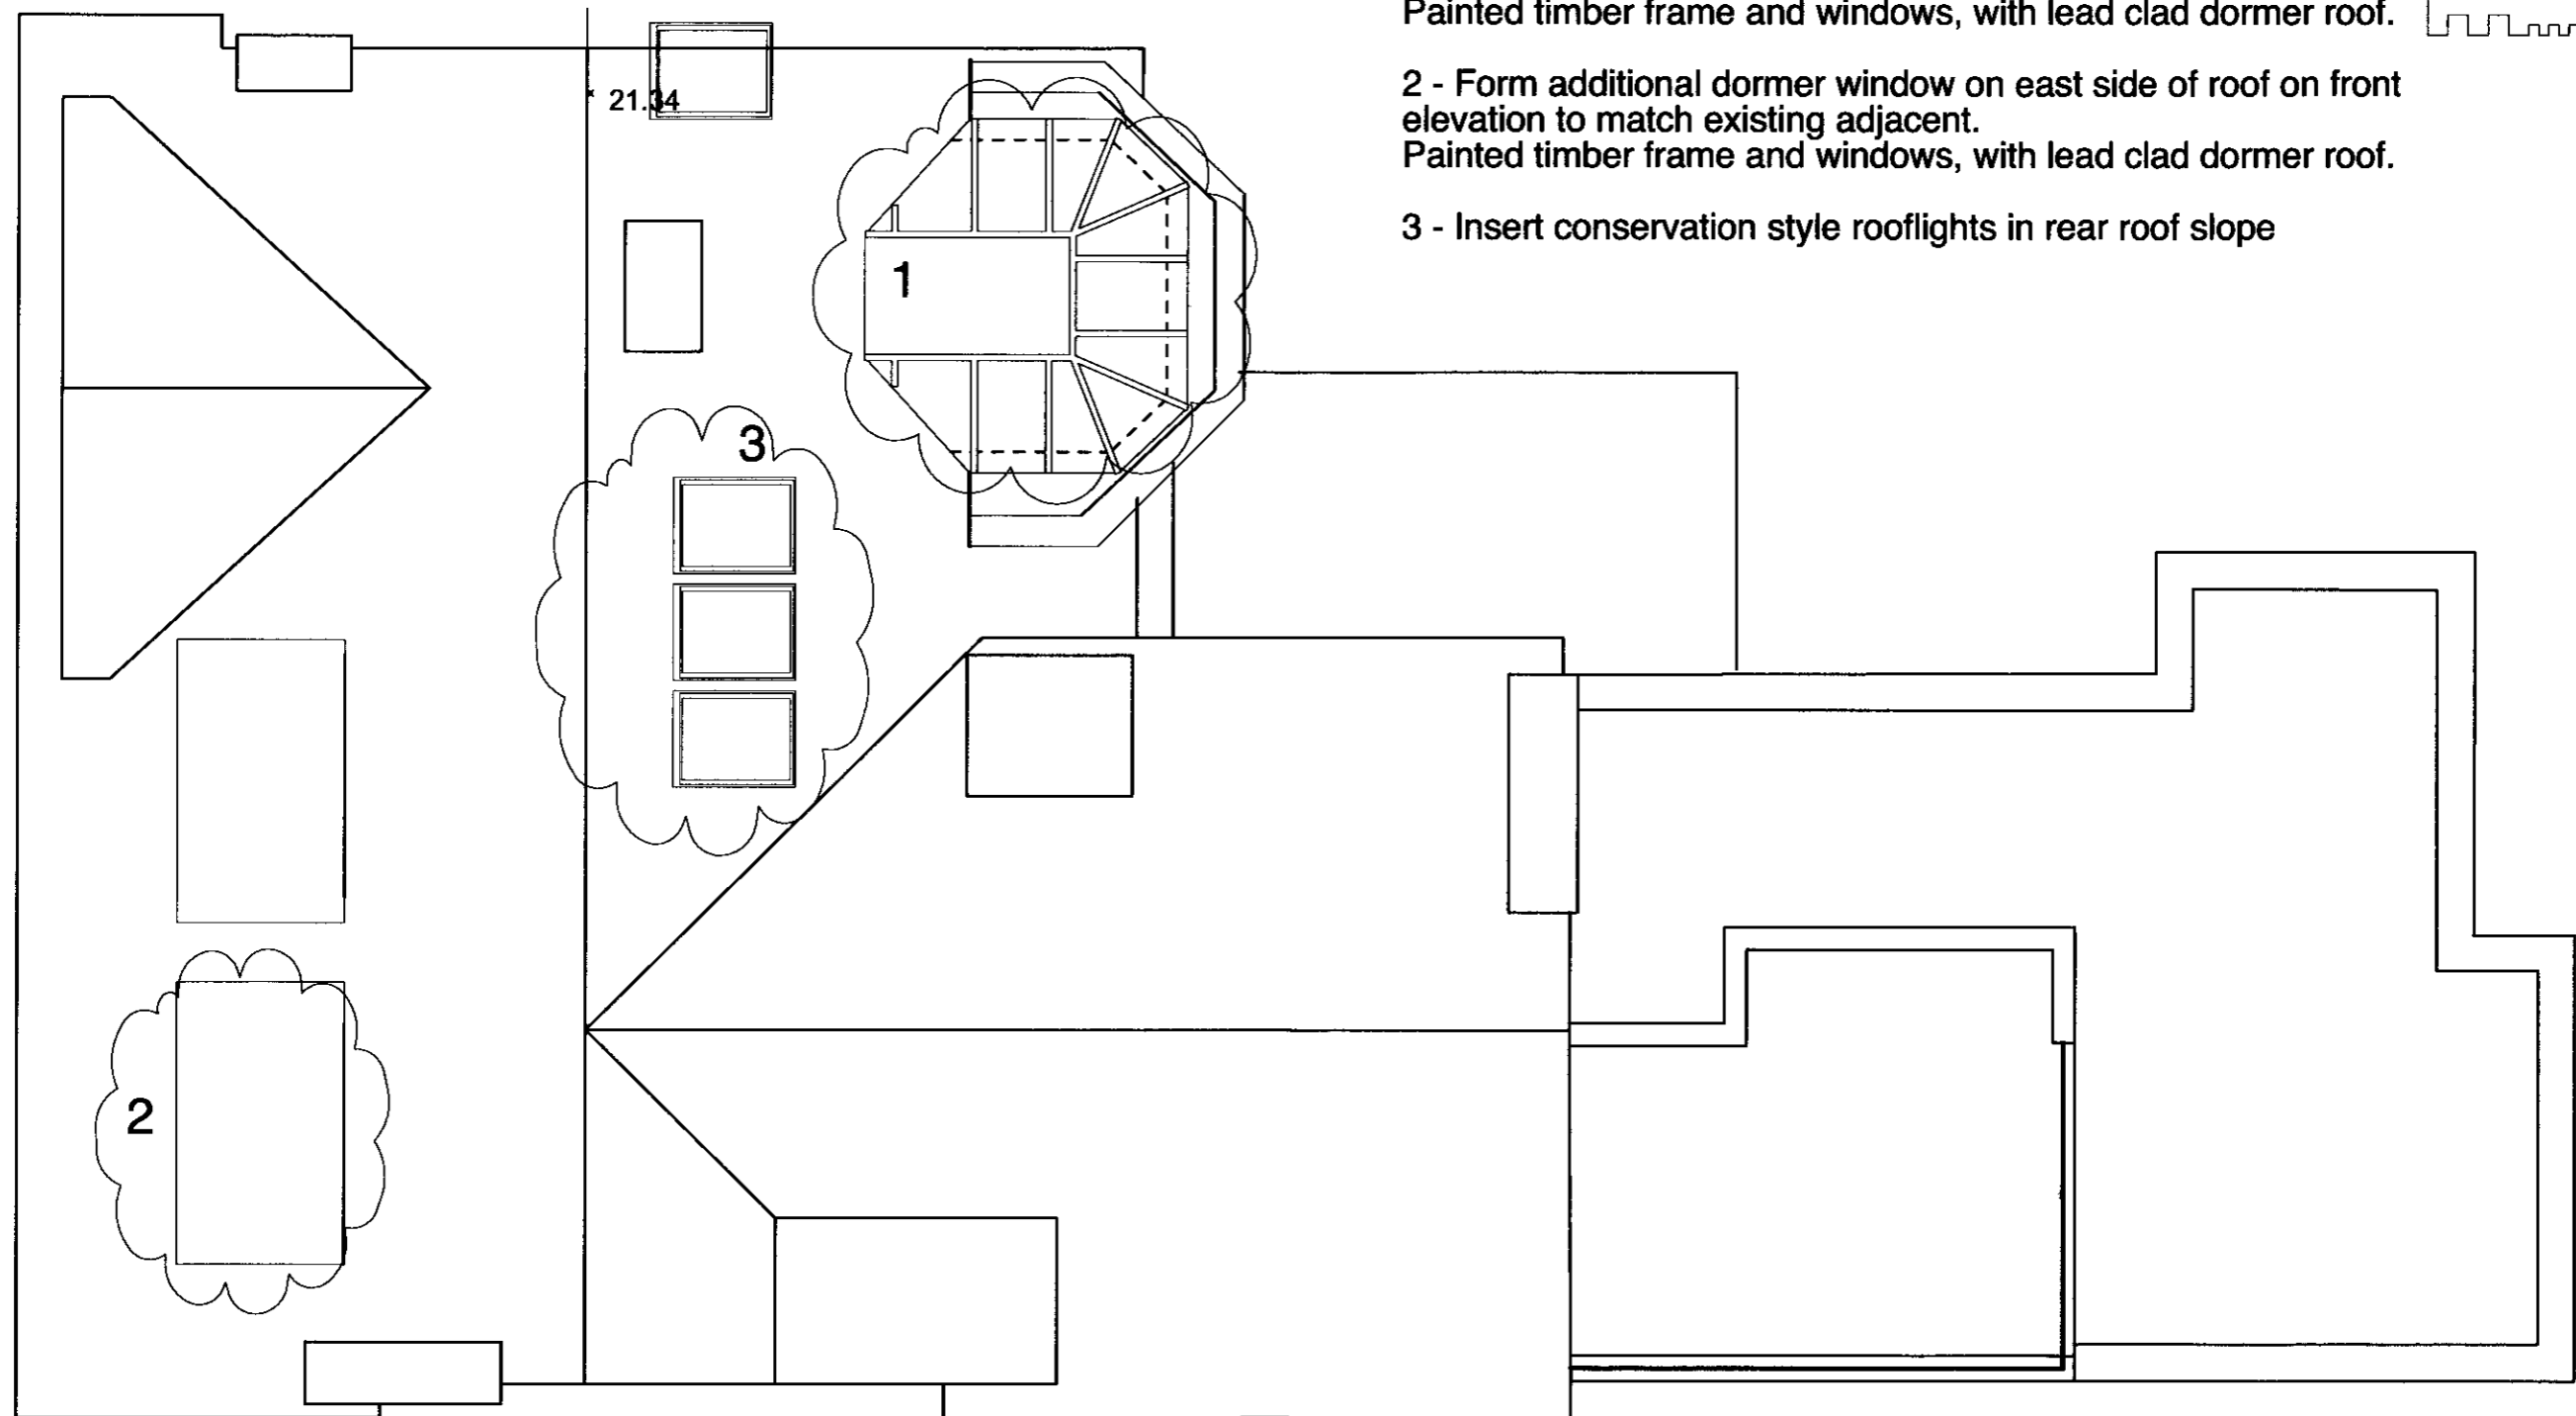 Painted timber frame and windows, with lead clad dormer roof.
2 - Form additional dormer window on east side of roof on front
elevation to match existing adjacent.
Painted timber frame and windows, with lead clad dormer roof.
3 - Insert conservation style rooflights in rear roof slope
21.34
1
3
2